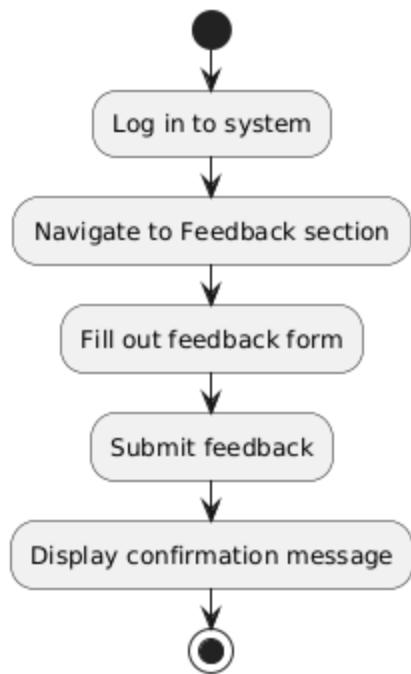 Log in to system
Navigate to Feedback section
Fill out feedback form
Submit feedback
Display confirmation message